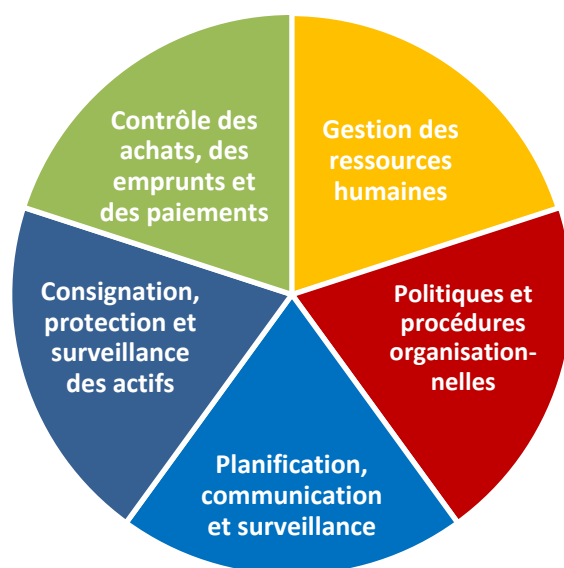 Contrôle des
achats, des
emprunts et
des paiements
Gestion des
ressources
humaines
Consignation,
protection et
surveillance
des actifs
Politiques et
procédures
organisation-
nelles
Planification,
communication
et surveillance